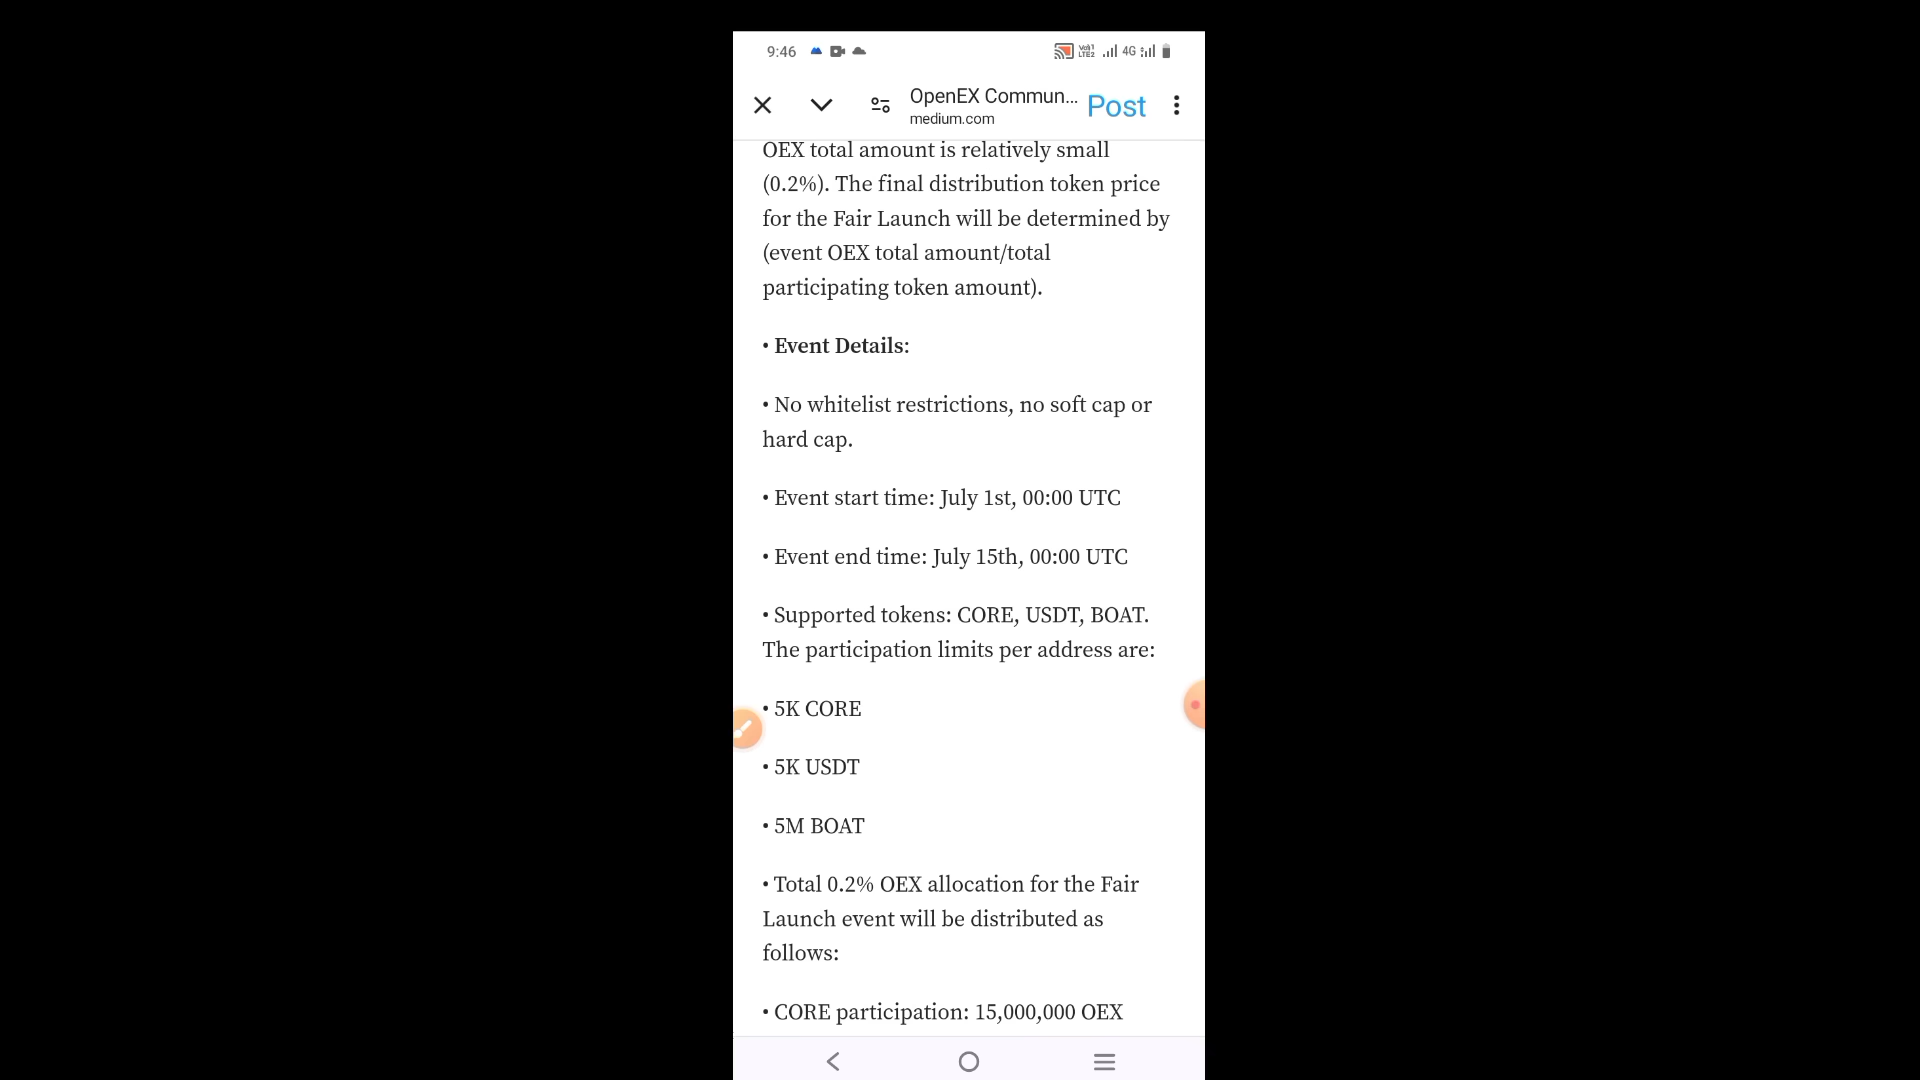 9:46
Vo)) 1
LTE2
4G
OpenEX Commun...
medium.com
Post
OEX total amount is relatively small
(0.2%). The final distribution token price
for the Fair Launch will be determined by
(event OEX total amount/total
participating token amount).
• Event Details:
• No whitelist restrictions, no soft cap or
hard cap.
• Event start time: July 1st, 00:00 UTC
• Event end time: July 15th, 00:00 UTC
• Supported tokens: CORE, USDT, BOAT.
The participation limits per address are:
• 5K CORE
• 5K USDT
• 5M BOAT
• Total 0.2% OEX allocation for the Fair
Launch event will be distributed as
follows:
• CORE participation: 15,000,000 OEX